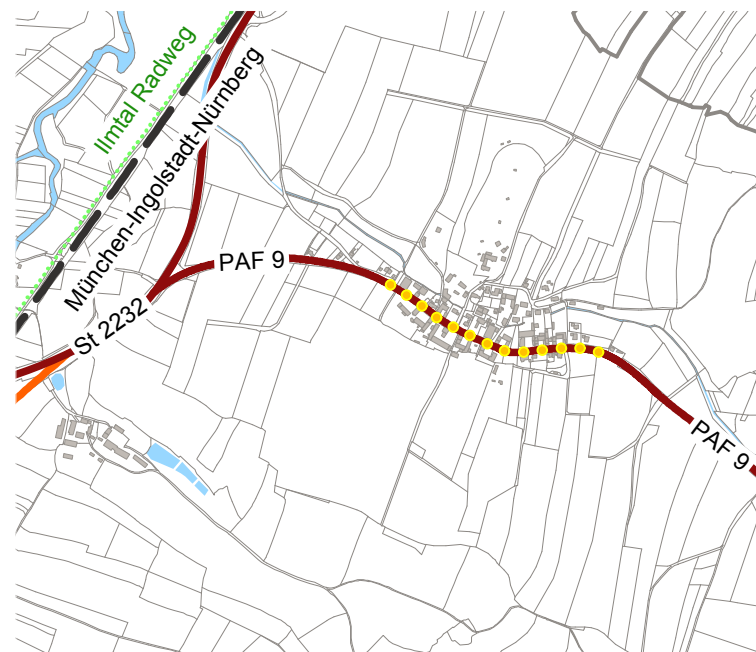 Ilmtal Radweg
München-Ingolstadt-Nürnberg
PAF 9
St 2232
PAF 9